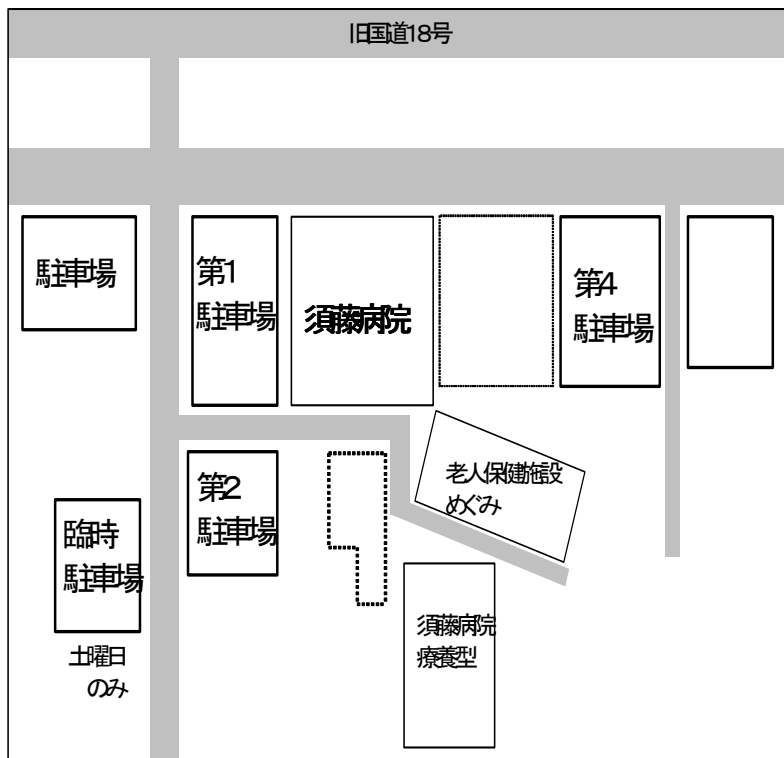 旧国道18号
駐車場
第1
駐車場
須藤病院
第4
駐車場
老人保健施設
めぐみ
第2
駐車場
臨時
駐車場
土曜日
のみ
須藤病院
療養型